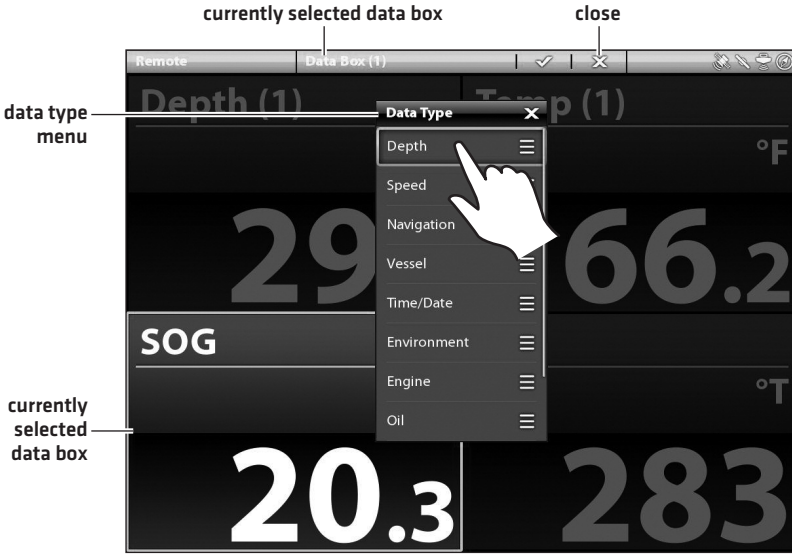 currently selected data box
close
Remote
Data Box (1)
Depth (1)
Temp (1)
data type
menu
Data Type
Depth
°F
Speed
29
66.2
Navigation
Vessel
Time/Date
SOG
Environment
Engine
°T
currently
selected
data box
Oil
20.3
283